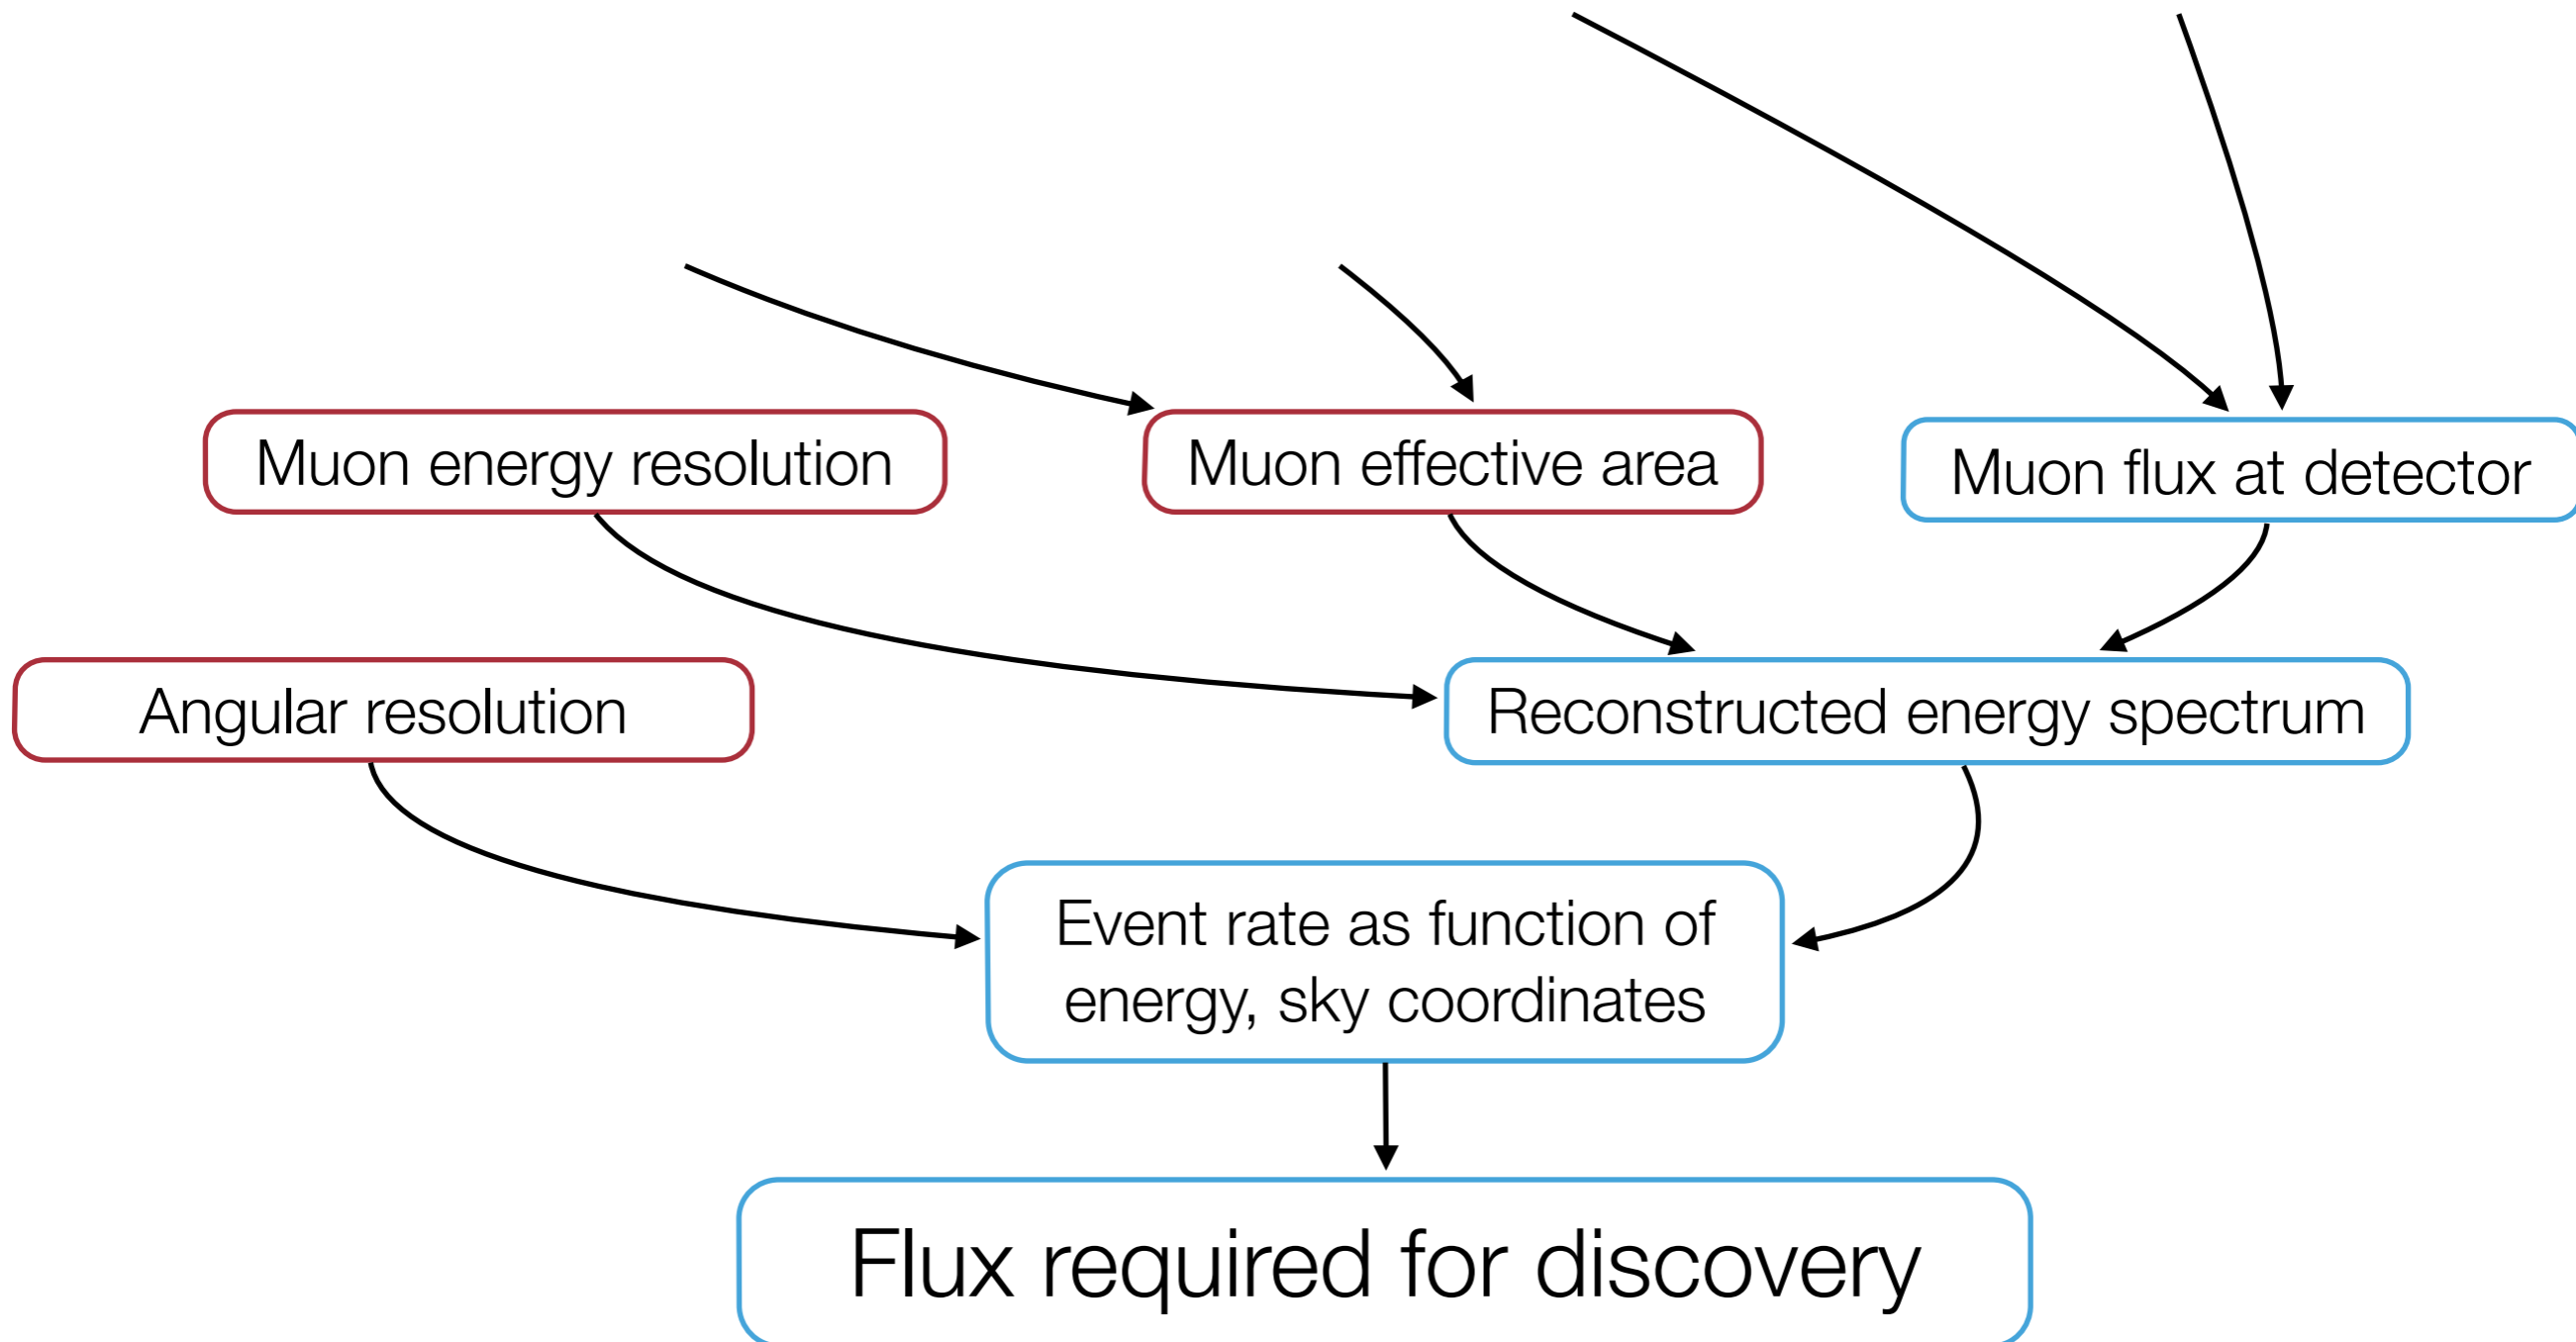 Muon energy resolution
Muon effective area
Muon flux at detector
Angular resolution
Reconstructed energy spectrum
Event rate as function of
energy, sky coordinates
Flux required for discovery